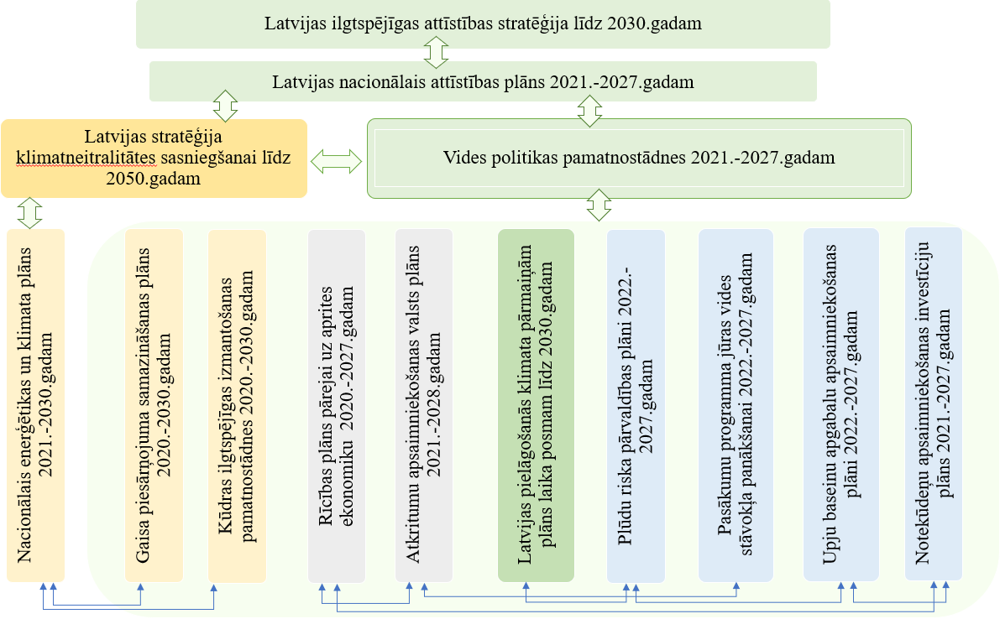 Latvijas ilgtspējīgas attīstības stratēģija līdz 2030.gadam
Latvijas nacionālais attīstības plāns 2021.-2027.gadam
Latvijas stratēģija
klimatneitralitātes sasniegšanai līdz
2050.gadam
Vides politikas pamatnostādnes 2021.-2027.gadam
Nacionālais enerģētikas un klimata plāns
2021.-2030.gadam
Gaisa piesārņojuma samazināšanas plāns
2020.-2030.gadam
Kūdras ilgtspējīgas izmantošanas
pamatnostādnes 2020.-2030.gadam
Rīcības plāns pārejai uz aprites
ekonomiku 2020.-2027.gadam
Atkritumu apsaimniekošanas valsts plāns
2021.-2028.gadam
Latvijas pielāgošanās klimata pārmaiņām
plāns laika posmam līdz 2030.gadam
Plūdu riska pārvaldības plāni 2022.-
2027.gadam
Pasākumu programma jūras vides
stāvokļa panākšanai 2022.-2027.gadam
Upju baseinu apgabalu apsaimniekošanas
plāni 2022.-2027.gadam
Notekūdeņu apsaimniekošanas investīciju
plāns 2021.-2027.gadam